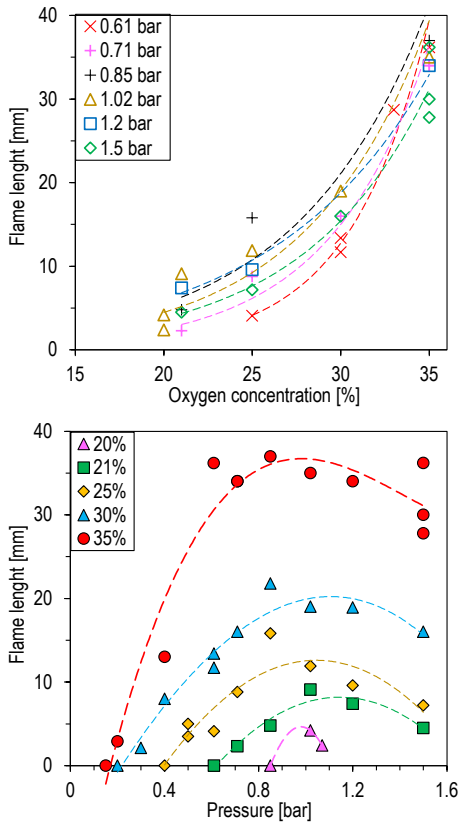 40
30
20
10
0
Flame lenght [mm]
0.61 bar
0.71 bar
0.85 bar
1.02 bar
1.2 bar
1.5 bar
15 20 25 30 35
Oxygen concentration [%]
40
30
20
10
0
Flame lenght [mm]
20%
21%
25%
30%
35%
0 0.4 0.8 1.2 1.6
Pressure [bar]